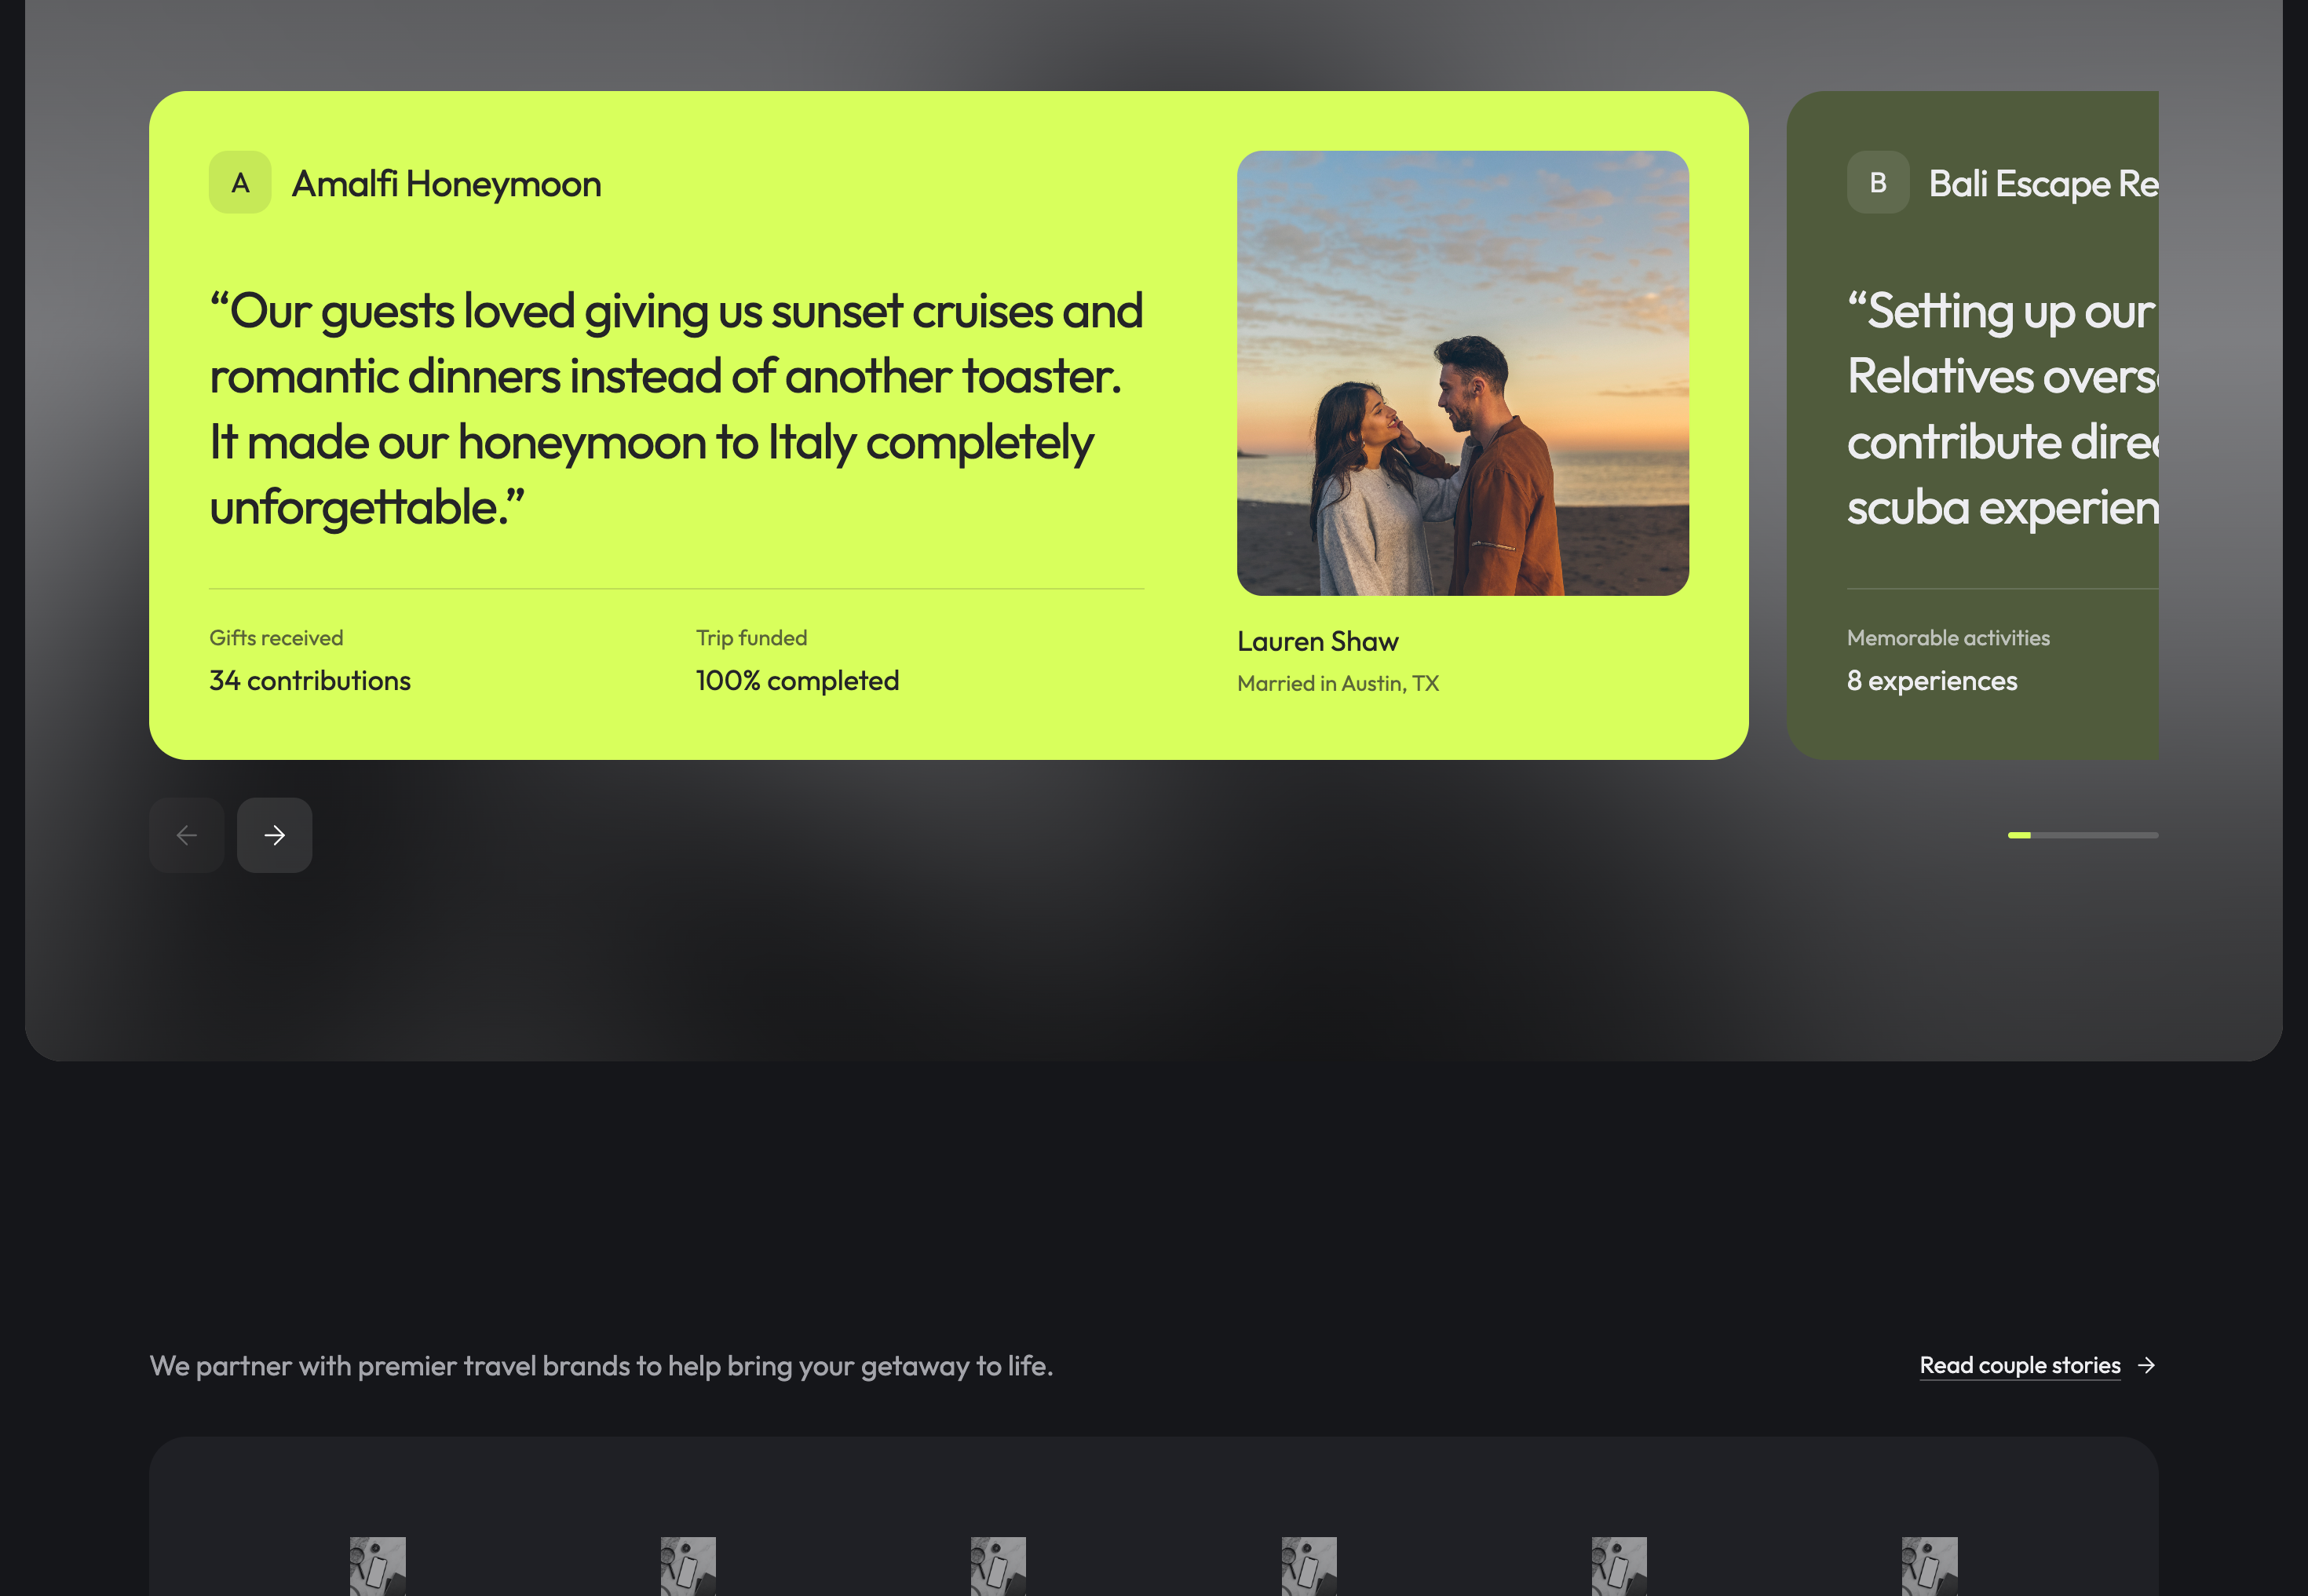 A
Amalfi Honeymoon
“Our guests loved giving us sunset cruises and
romantic dinners instead of another toaster.
It made our honeymoon to Italy completely
unforgettable.”
Gifts received
34 contributions
Trip funded
100% completed
Lauren Shaw
Married in Austin, TX
B
Bali Escape Re
“Setting up our
Relatives overs
contribute direc
scuba experien
Memorable activities
8 experiences
We partner with premier travel brands to help bring your getaway to life.
Read couple stories